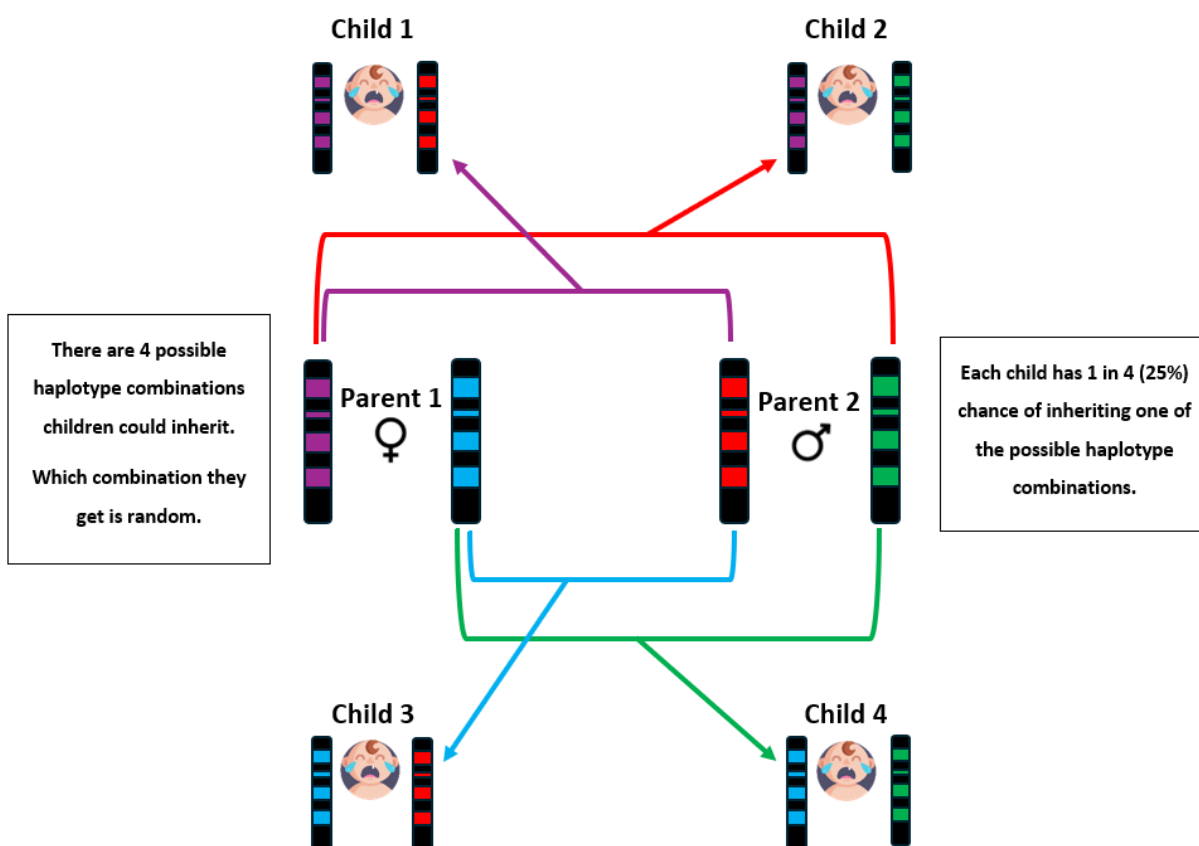 Child 1
Child 2
There are 4 possible
haplotype combinations
children could inherit.
Which combination they
get is random.
Parent 1
Parent 2
Each child has 1 in 4 (25%)
chance of inheriting one of
the possible haplotype
combinations.
Child 3
Child 4